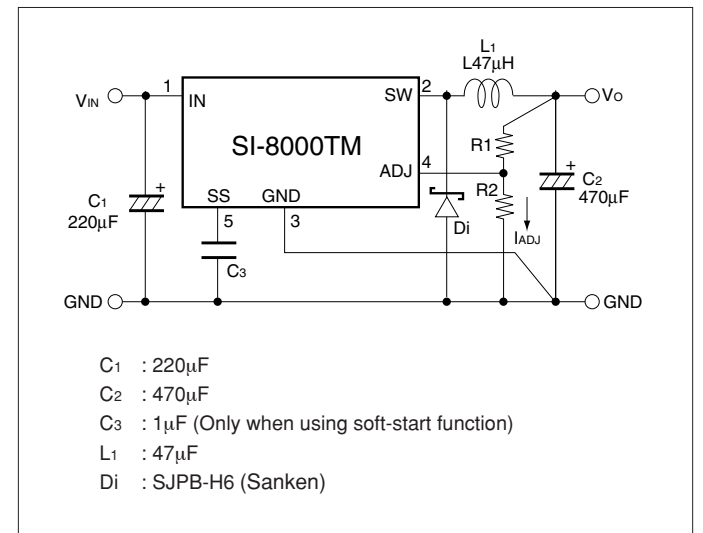 L1
L47μH
VIN
1
IN
SW
2
VO
SI-8000TM
R1
ADJ
4
C1
220μF
+
SS
GND
5
3
R2
+
C2
470μF
Di
IADJ
C3
GND
GND
C1 : 220μF
C2 : 470μF
C3 : 1μF (Only when using soft-start function)
L1 : 47μF
Di : SJPB-H6 (Sanken)